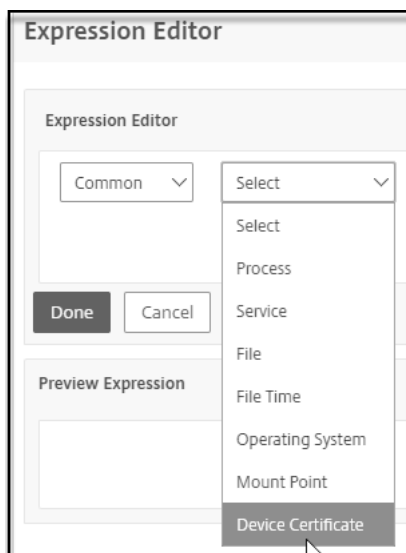 Expression Editor
Expression Editor
Common Select
Select
Process
Done Cancel Service
File
Preview Expression
File Time
Operating System
Mount Point
Device Certificate